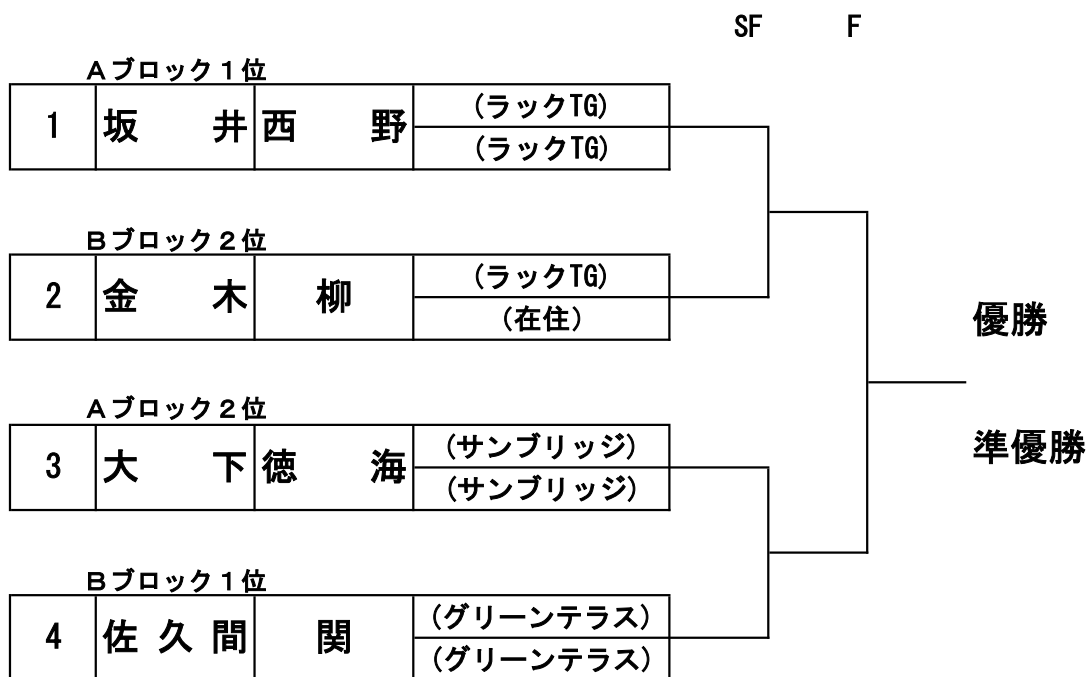 SF F
Aブロック1位
1 坂 井 西 野 (ラックTG)
(ラックTG)
Bブロック2位
2 金 木 柳 (ラックTG)
(在住)
優勝
Aブロック2位
3 大 下 徳 海 (サンブリッジ)
(サンブリッジ)
準優勝
Bブロック1位
4 佐 久 間 関 (グリーンテラス)
(グリーンテラス)